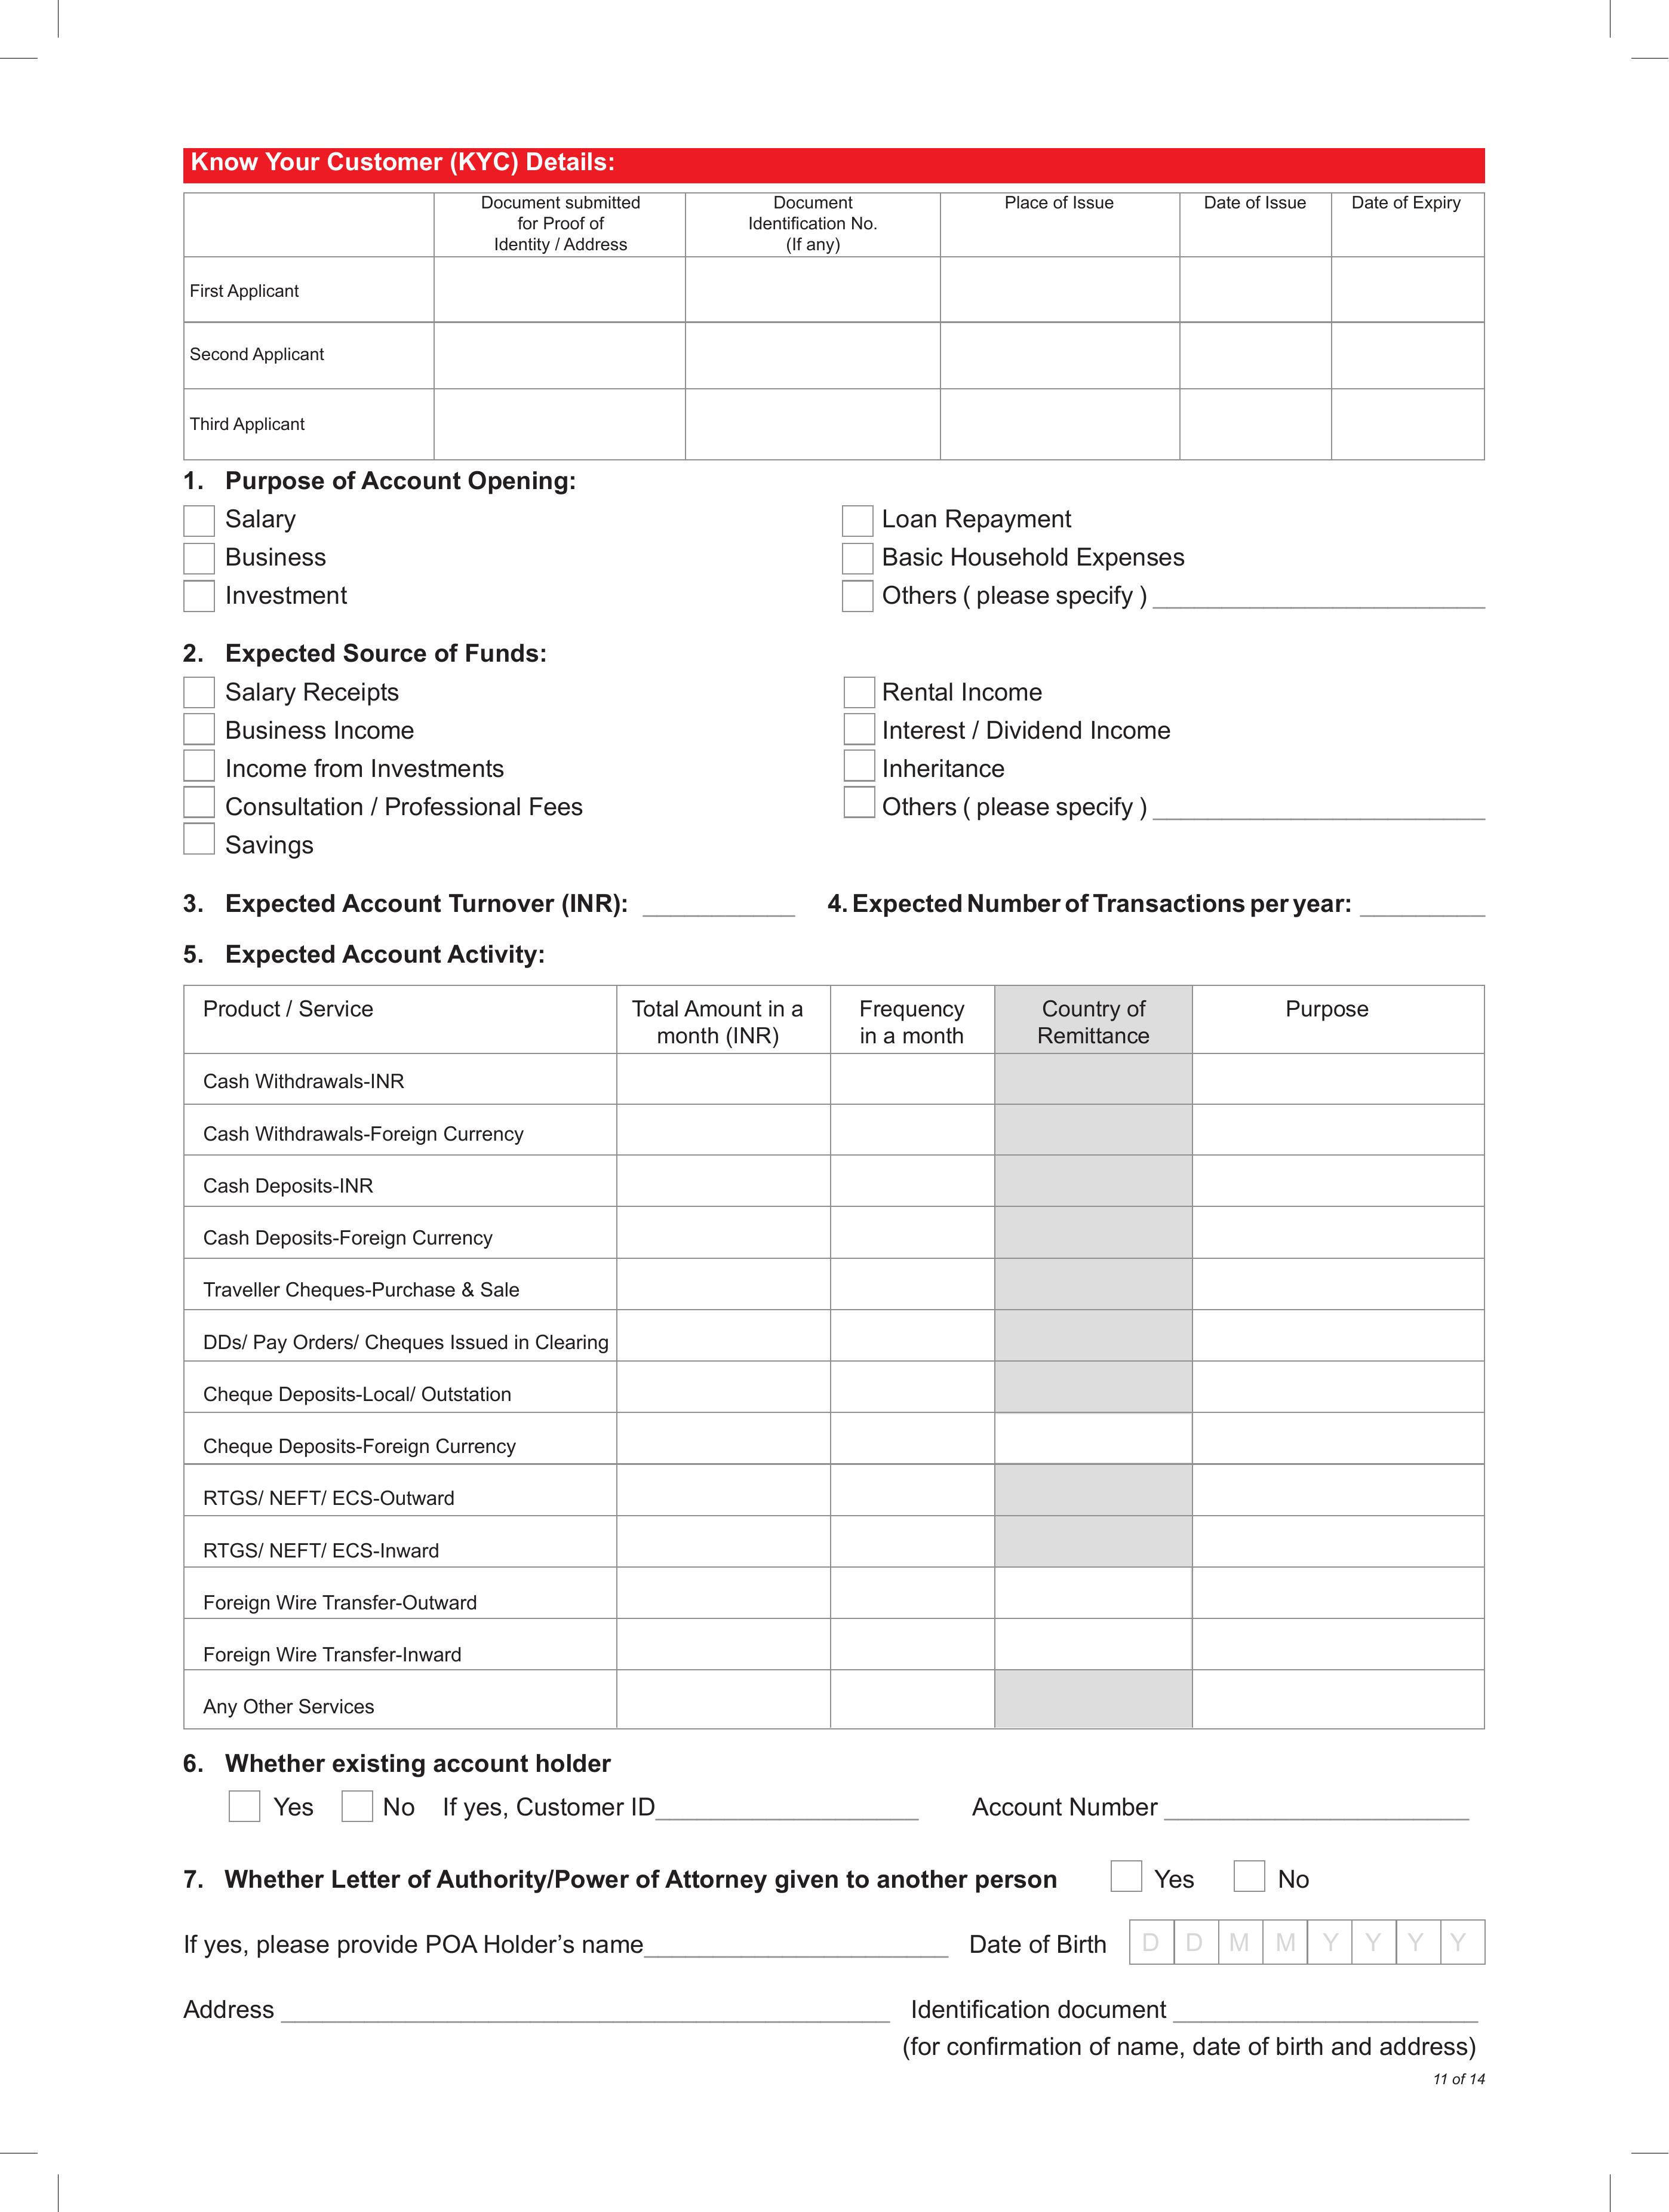 Know Your Customer (KYC) Details:
Document submitted for Proof of Identity / Address
Document Identification No. (If any)
Place of Issue
Date of Issue
Date of Expiry
First Applicant
Second Applicant
Third Applicant
1. Purpose of Account Opening:
Salary
Loan Repayment
Business
Basic Household Expenses
Investment
Others ( please specify )
2. Expected Source of Funds:
Salary Receipts
Rental Income
Business Income
Interest / Dividend Income
Income from Investments
Inheritance
Consultation / Professional Fees
Others ( please specify )
Savings
3. Expected Account Turnover (INR):
4. Expected Number of Transactions per year:
5. Expected Account Activity:
Product / Service
Total Amount in a month (INR)
Frequency in a month
Country of Remittance
Purpose
Cash Withdrawals-INR
Cash Withdrawals-Foreign Currency
Cash Deposits-INR
Cash Deposits-Foreign Currency
Traveller Cheques-Purchase & Sale
DDs/ Pay Orders/ Cheques Issued in Clearing
Cheque Deposits-Local/ Outstation
Cheque Deposits-Foreign Currency
RTGS/ NEFT/ ECS-Outward
RTGS/ NEFT/ ECS-Inward
Foreign Wire Transfer-Outward
Foreign Wire Transfer-Inward
Any Other Services
6. Whether existing account holder
Yes No If yes, Customer ID Account Number
7. Whether Letter of Authority/Power of Attorney given to another person Yes No
If yes, please provide POA Holder's name Date of Birth D D M M Y Y Y Y
Address Identification document
(for confirmation of name, date of birth and address)
11 of 14